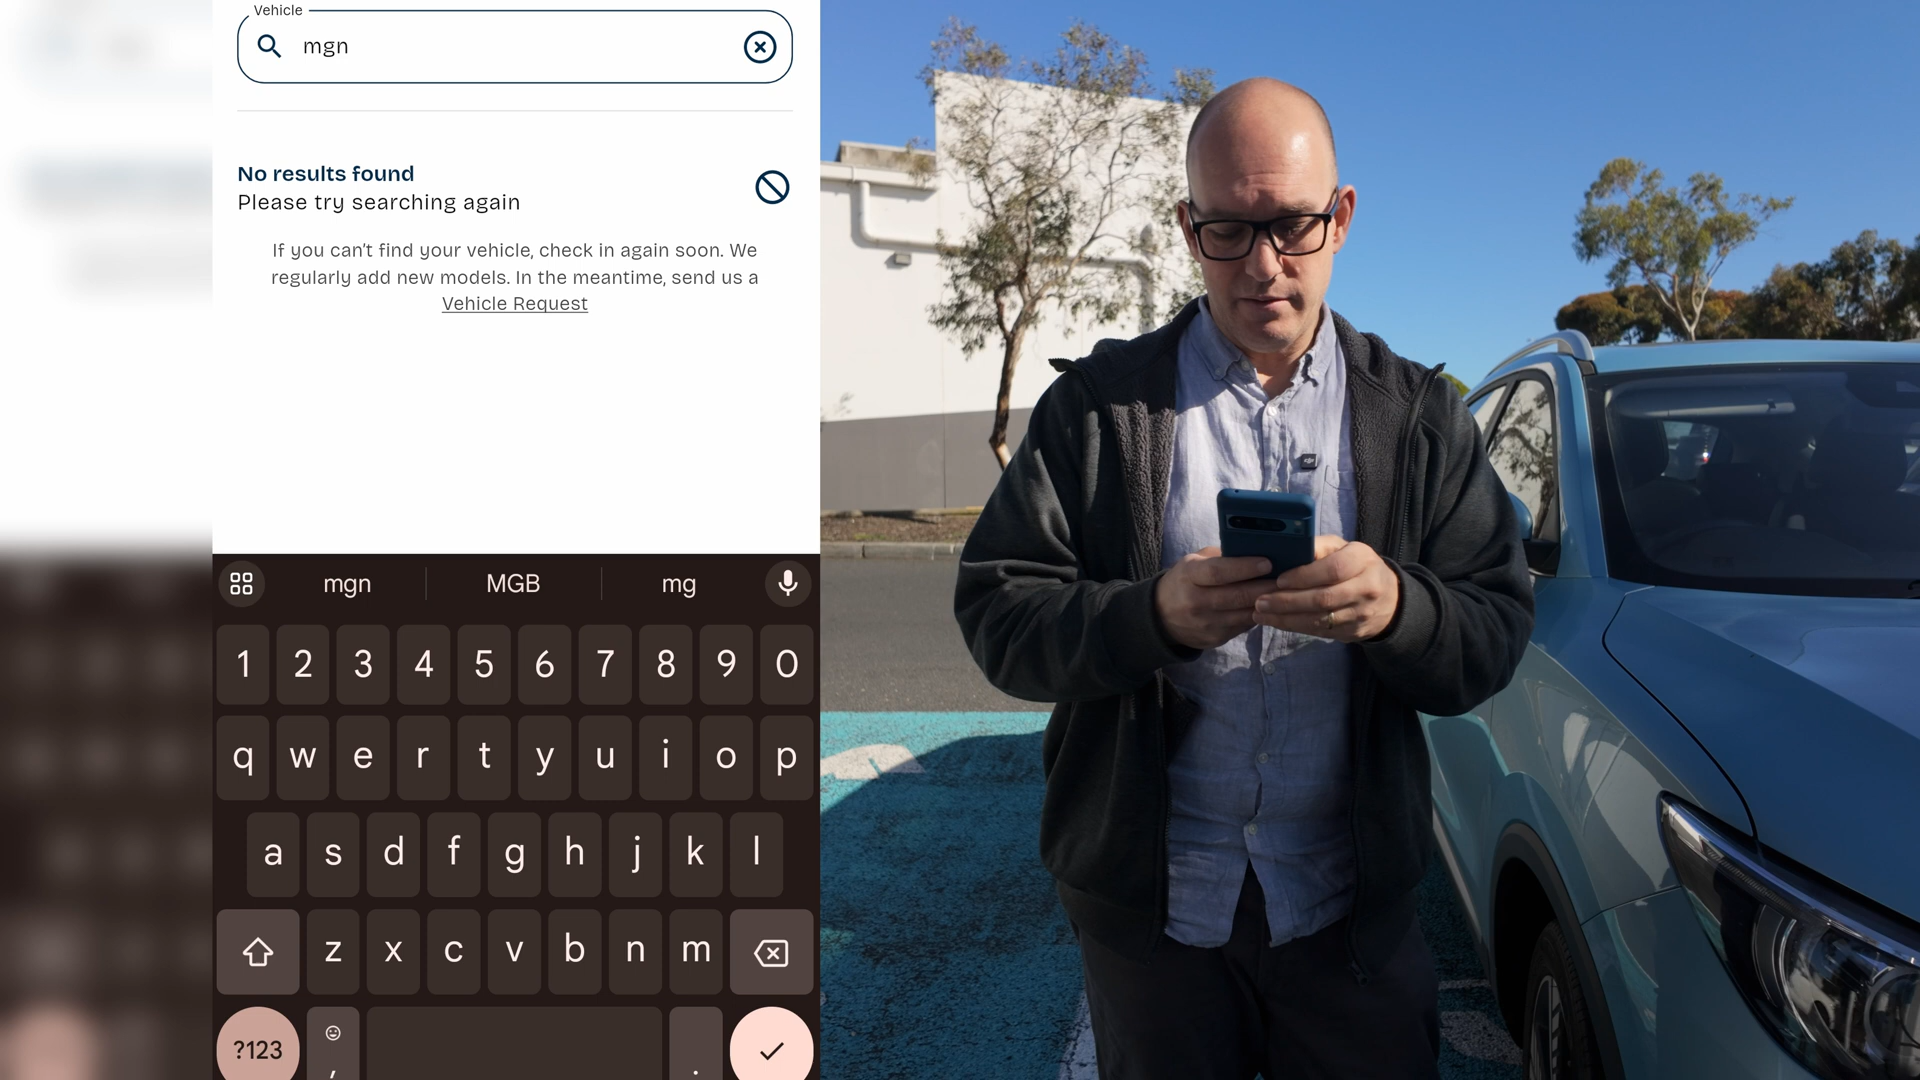 Vehicle
mgn
No results found
Please try searching again
If you can't find your vehicle, check in again soon. We
regularly add new models. In the meantime, send us a
Vehicle Request
mgn MGB mg
1 2 3 4 5 6 7 8 9 0
q w e r t y u i o p
a s d f g h j k l
z x c v b n m
?123 , .
dji